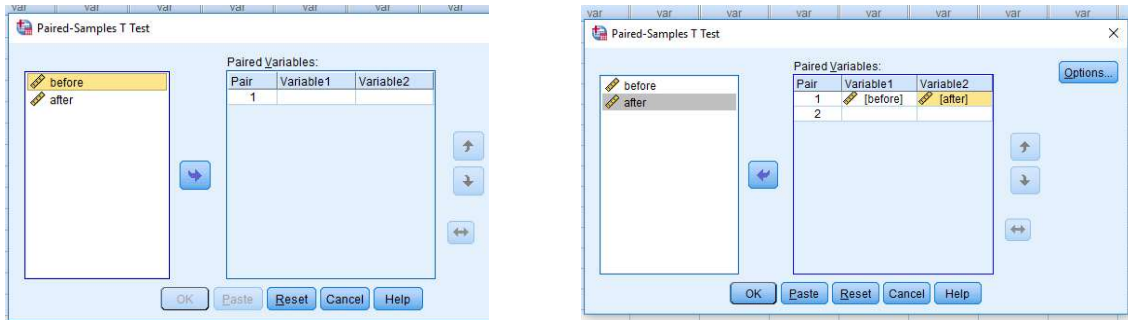 var var var var var var var
Paired-Samples T Test
Paired Variables:
before
after
Pair Variable1 Variable2
1
OK Paste Reset Cancel Help
var var var var var var var var
Paired-Samples T Test
Paired Variables:
Options...
before
after
Pair Variable1 Variable2
1 [before] [after]
2
OK Paste Reset Cancel Help